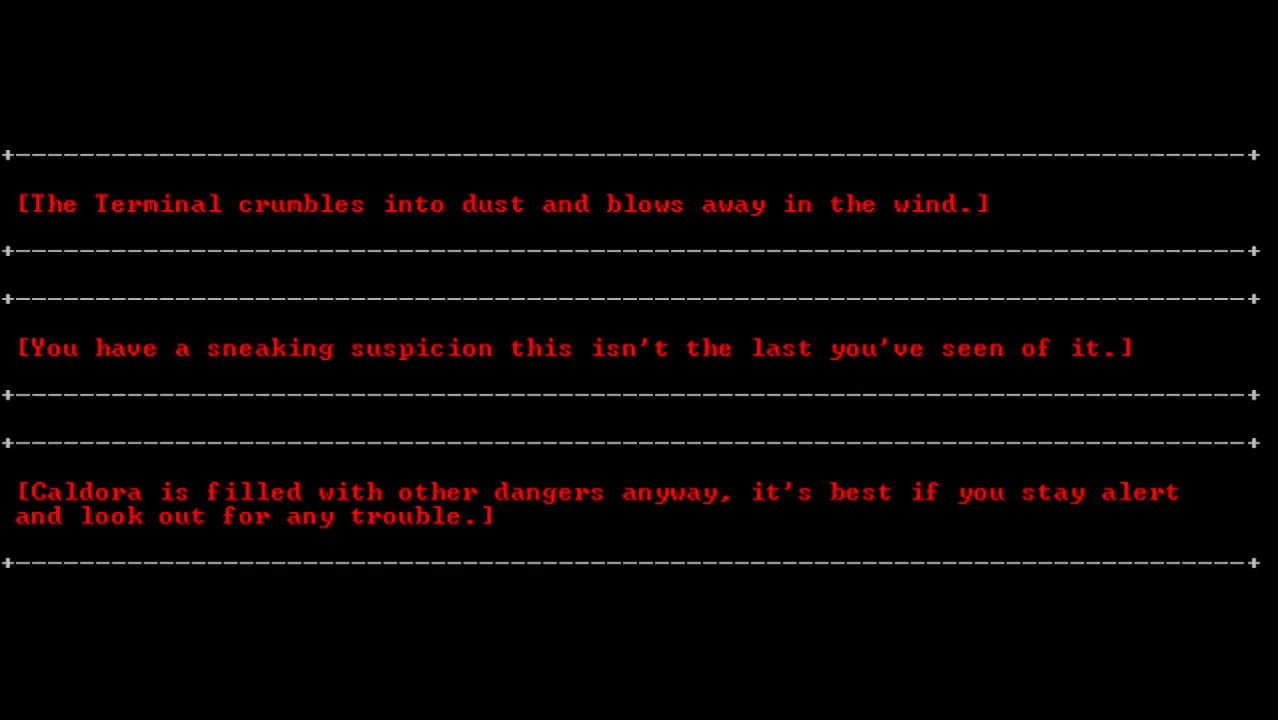 [The Terminal crumbles into dust and blows away in the wind.]
[You have a sneaking suspicion this isn't the last you've seen of it.]
[Caldora is filled with other dangers anyway, it's best if you stay alert
and look out for any trouble.]